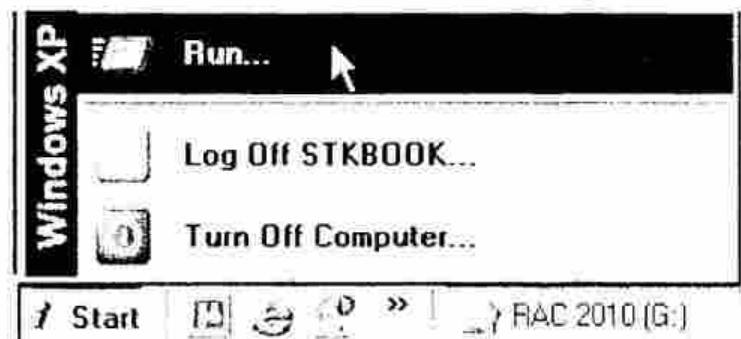 Windows XP
Run...
Log Off STKBOOK...
Turn Off Computer...
Start
»
RAC 2010 (G:)